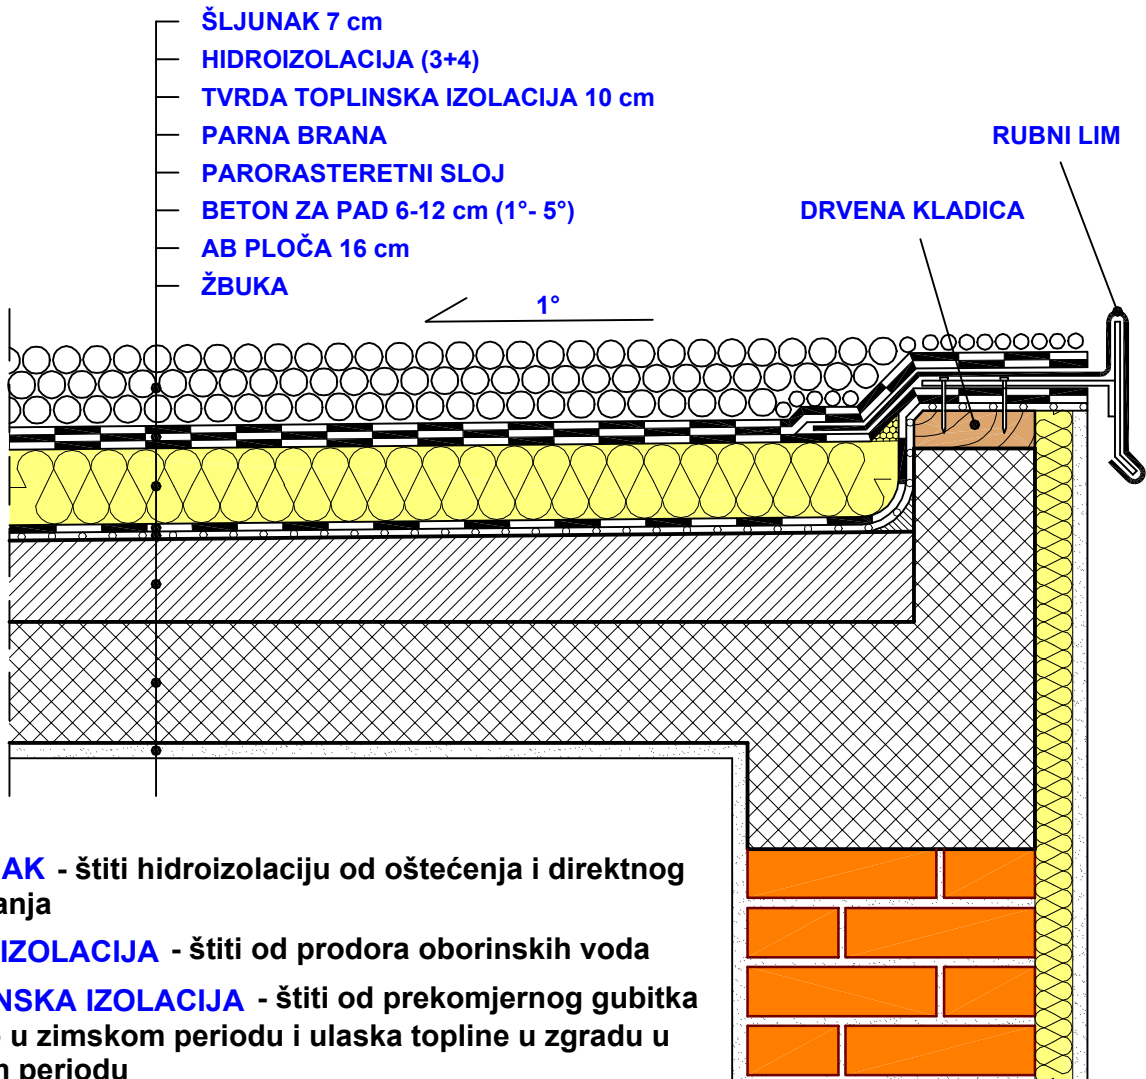 ŠLJUNAK 7 cm
HIDROIZOLACIJA (3+4)
TVRDA TOPLINSKA IZOLACIJA 10 cm
PARNA BRANA
PARORASTERETNI SLOJ
BETON ZA PAD 6-12 cm (1°- 5°)
AB PLOČA 16 cm
ŽBUKA
RUBNI LIM
DRVENA KLADICA
1°
AK - štiti hidroizolaciju od oštećenja i direktnog
anja
IZOLACIJA - štiti od prodora oborinskih voda
NSKA IZOLACIJA - štiti od prekomjernog gubitka
u zimskom periodu i ulaska topline u zgradu u
periodu